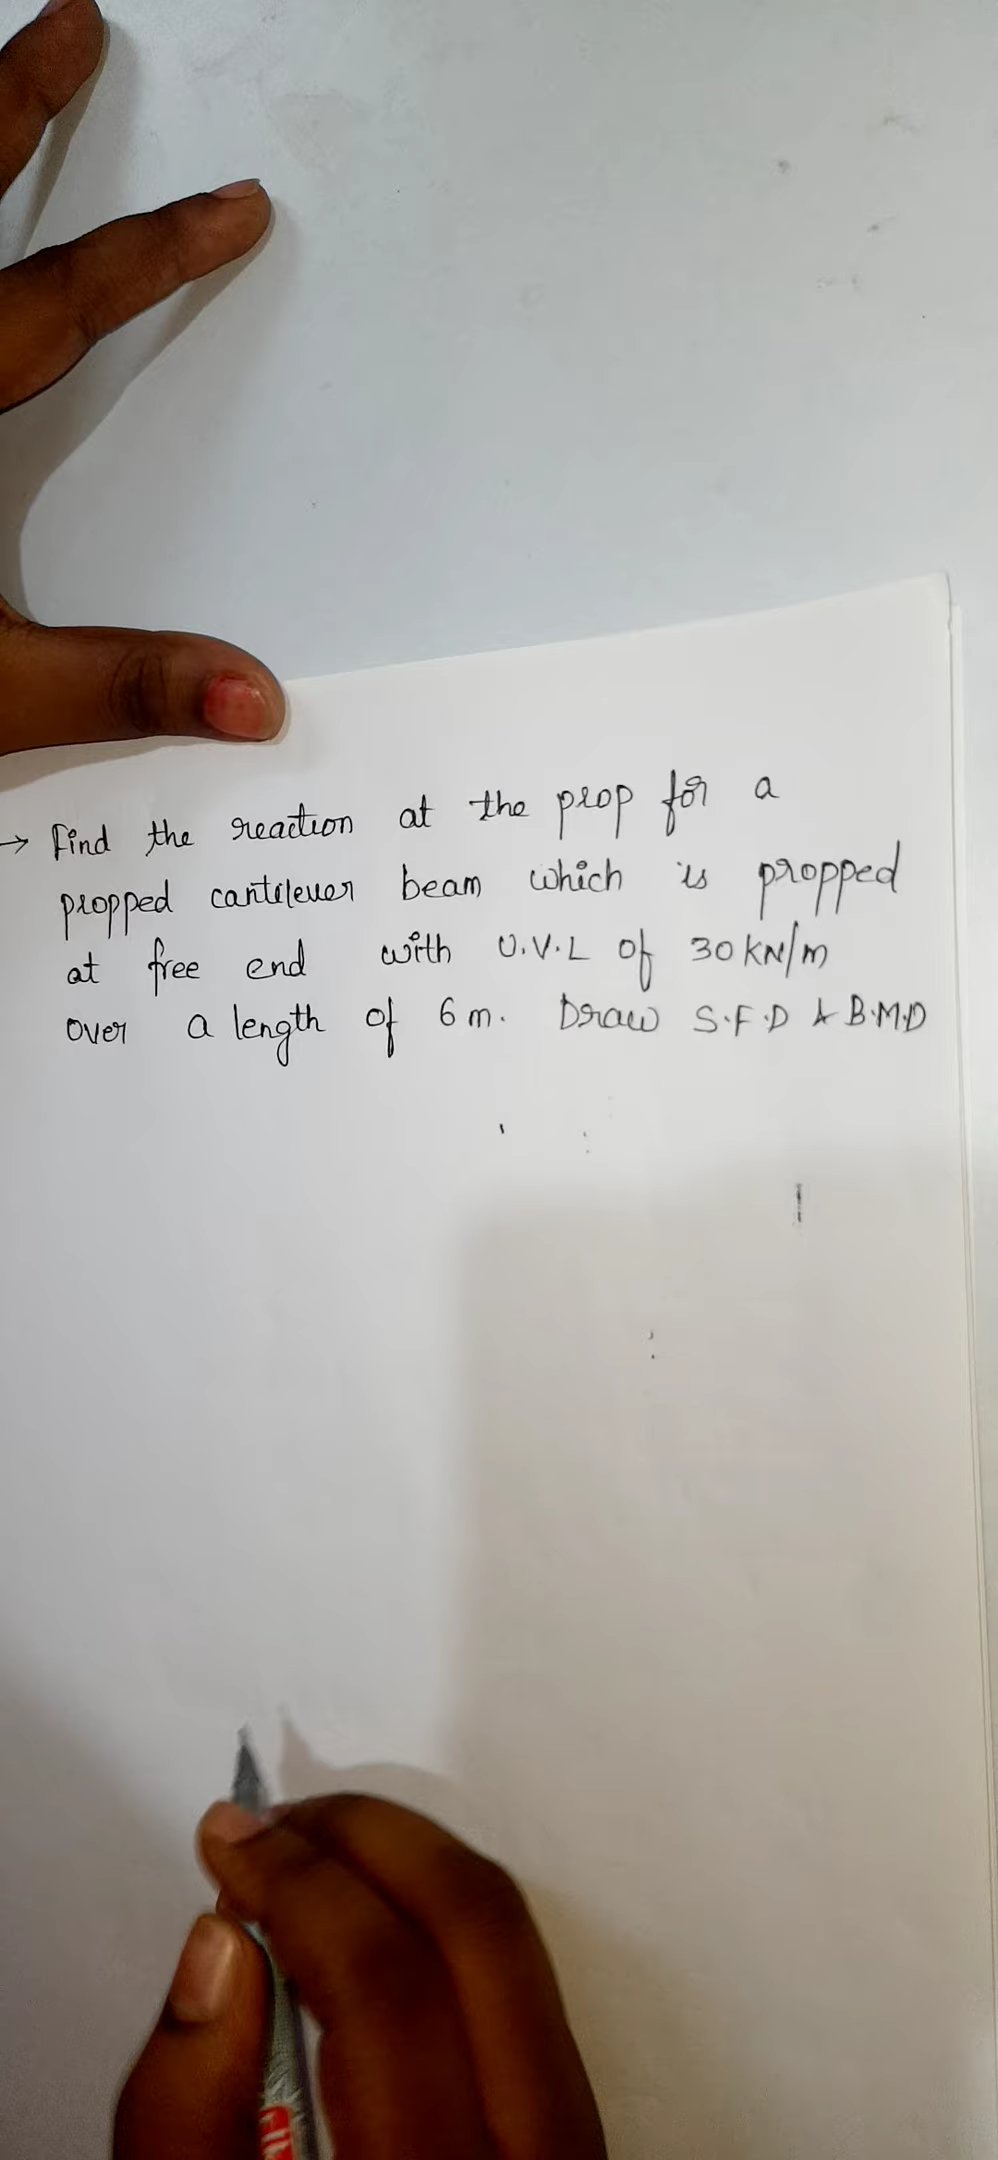 → Find the reaction at the prop for a
propped cantilever beam which is propped
at free end with U.V.L of 30 kN/m
over a length of 6 m. Draw S.F.D & B.M.D